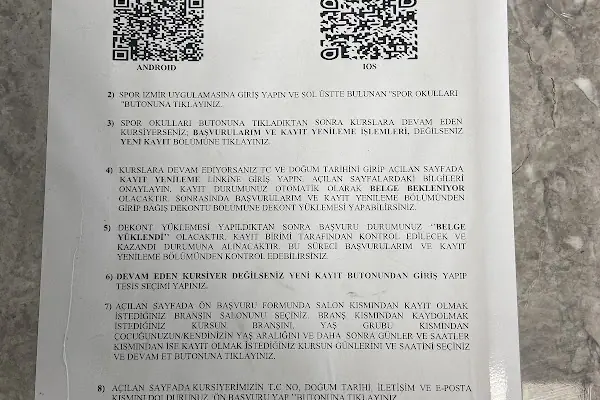 ANDROID IOS
2) SPOR İZMİR UYGULAMASINA GİRİŞ YAPIN VE SOL ÜSTTE BULUNAN "SPOR OKULLARI
"BUTONUNA TIKLAYINIZ.
3) SPOR OKULLARI BUTONUNA TIKLADIKTAN SONRA KURSLARA DEVAM EDEN
KURSİYERSENİZ; BAŞVURULARIM VE KAYIT YENİLEME İŞLEMLERİ, DEĞİLSENİZ
YENİ KAYIT BÖLÜMÜNE TIKLAYINIZ.
4) KURSLARA DEVAM EDİYORSANIZ TC VE DOĞUM TARİHİNİ GİRİP AÇILAN SAYFADA
KAYIT YENİLEME LİNKİNE GİRİŞ YAPIN. AÇILAN SAYFALARDAKİ BİLGİLERİ
ONAYLAYIN, KAYIT DURUMUNUZ OTOMATİK OLARAK BELGE BEKLENİYOR
OLACAKTIR. SONRASINDA BAŞVURULARIM VE KAYIT YENİLEME BÖLÜMÜNDEN
GİRİP BAĞIŞ DEKONTU BÖLÜMÜNE DEKONT YÜKLEMESİ YAPABİLİRSİNİZ.
5) DEKONT YÜKLEMESİ YAPILDIKTAN SONRA BAŞVURU DURUMUNUZ "BELGE
YÜKLENDİ" OLACAKTIR. KAYIT BİRİMİ TARAFINDAN KONTROL EDİLECEK VE
KAZANDI DURUMUNA ALINACAKTIR. BU SÜRECİ BAŞVURULARIM VE KAYIT
YENİLEME BÖLÜMÜNDEN KONTROL EDEBİLİRSİNİZ.
6) DEVAM EDEN KURSİYER DEĞİLSENİZ YENİ KAYIT BUTONUNDAN GİRİŞ YAPIP
TESİS SEÇİMİ YAPINIZ.
7) AÇILAN SAYFADA ÖN BAŞVURU FORMUNDA SALON KISMINDAN KAYIT OLMAK
İSTEDİĞİNİZ BRANŞIN SALONUNU SEÇİNİZ. BRANŞ KISMINDAN KAYDOLMAK
İSTEDİĞİNİZ KURSUN BRANŞINI, YAŞ GRUBU KISMINDAN
ÇOCUĞUNUZUN/KENDİNİZİN YAŞ ARALIĞINI VE DAHA SONRA GÜNLER VE SAATLER
KISMINDAN İSE KAYIT OLMAK İSTEDİĞİNİZ KURSUN GÜNLERİNİ VE SAATİNİ SEÇİNİZ
VE DEVAM ET BUTONUNA TIKLAYINIZ.
8) AÇILAN SAYFADA KURSİYERİMİZİN T.C NO, DOĞUM TARİHİ, İLETİŞİM VE E-POSTA
KISMINI DOLDURUNUZ. ÖN BAŞVURU YAP "BUTONUNA TIKLAYINIZ